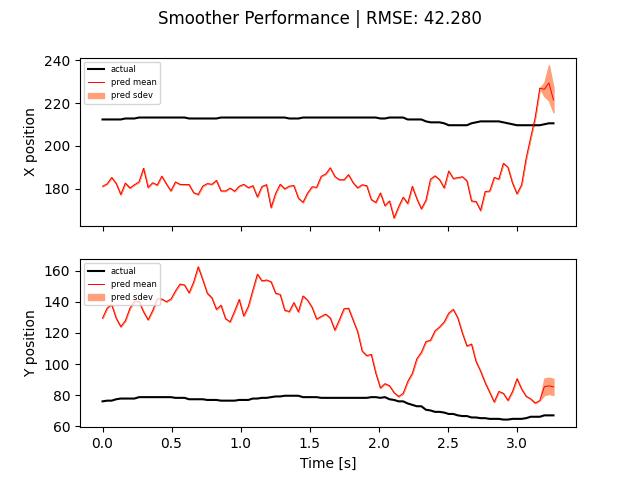 Smoother Performance | RMSE: 42.280
X position
240
220
200
180
actual
pred mean
pred sdev
Y position
160
140
120
100
80
60
actual
pred mean
pred sdev
0.0 0.5 1.0 1.5 2.0 2.5 3.0
Time [s]